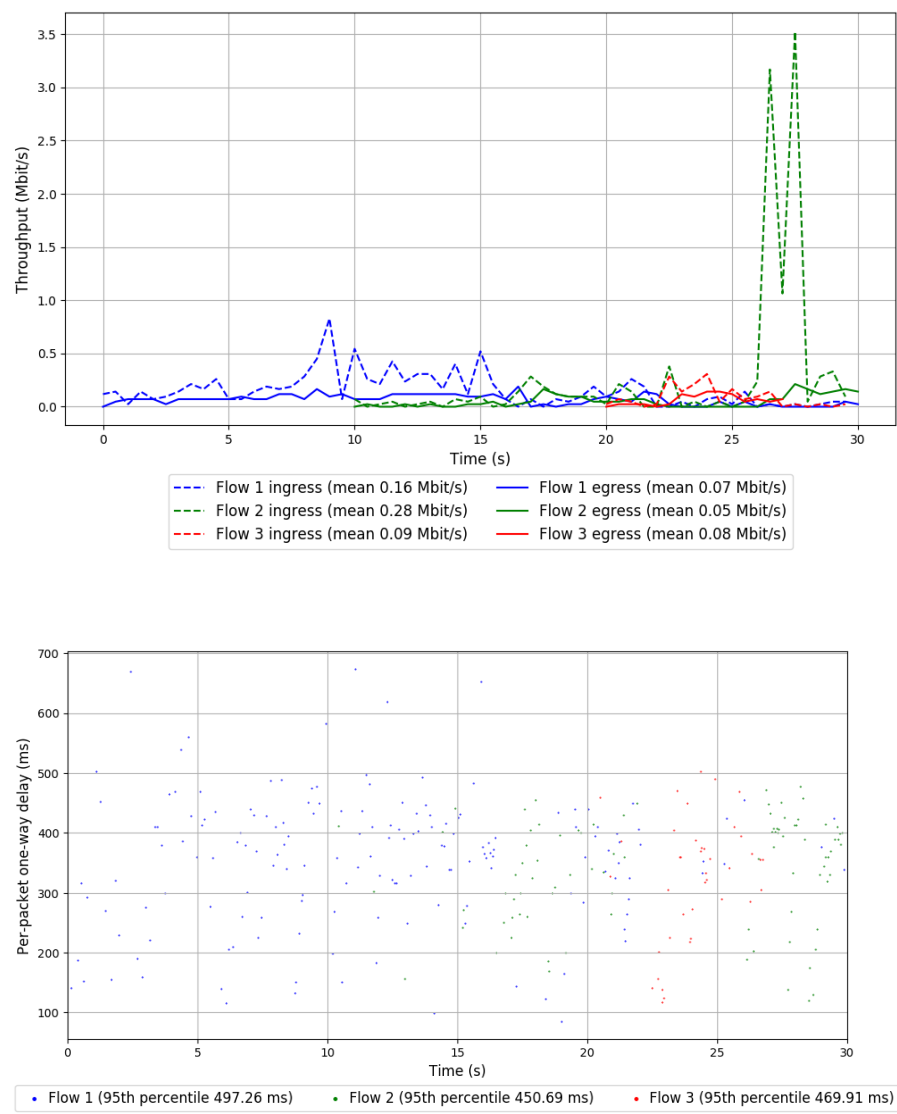 3.5
3.0
2.5
2.0
1.5
1.0
0.5
0.0
Throughput (Mbit/s)
0 5 10 15 20 25 30
Time (s)
Flow 1 ingress (mean 0.16 Mbit/s) Flow 1 egress (mean 0.07 Mbit/s)
Flow 2 ingress (mean 0.28 Mbit/s) Flow 2 egress (mean 0.05 Mbit/s)
Flow 3 ingress (mean 0.09 Mbit/s) Flow 3 egress (mean 0.08 Mbit/s)
700
600
500
400
300
200
100
Per-packet one-way delay (ms)
0 5 10 15 20 25 30
Time (s)
Flow 1 (95th percentile 497.26 ms) Flow 2 (95th percentile 450.69 ms) Flow 3 (95th percentile 469.91 ms)